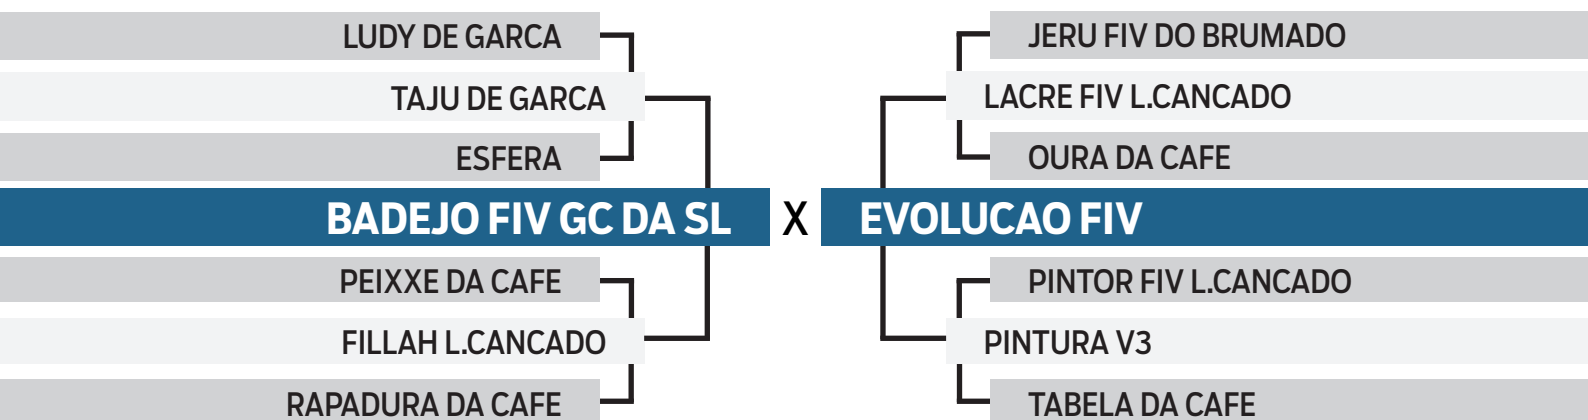 LUDY DE GARCA
TAJU DE GARCA
ESFERA
BADEJO FIV GC DA SL X EVOLUCAO FIV
PEIXXE DA CAFE
FILLAH L.CANCADO
RAPADURA DA CAFE
JERU FIV DO BRUMADO
LACRE FIV L.CANCADO
OURA DA CAFE
PINTOR FIV L.CANCADO
PINTURA V3
TABELA DA CAFE